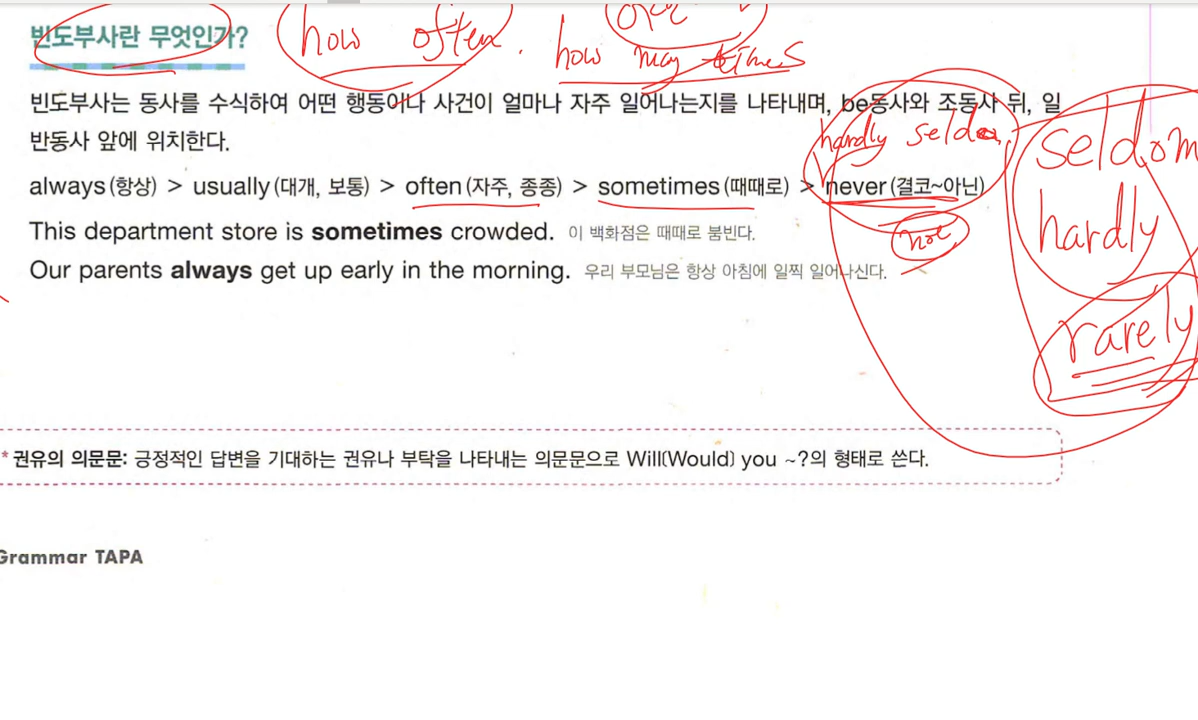 빈도부사란 무엇인가?
how often.
how may times
빈도부사는 동사를 수식하여 어떤 행동이나 사건이 얼마나 자주 일어나는지를 나타내며, be동사와 조동사 뒤, 일
반동사 앞에 위치한다.
hardly
seldom
hardly
rarely
always(항상) > usually(대개, 보통) > often(자주, 종종) > sometimes(때때로) > never(결코~아닌)
not
This department store is sometimes crowded. 이 백화점은 때때로 붐빈다.
Our parents always get up early in the morning. 우리 부모님은 항상 아침에 일찍 일어나신다.
* 권유의 의문문: 긍정적인 답변을 기대하는 권유나 부탁을 나타내는 의문문으로 Will(Would) you ~?의 형태로 쓴다.
Grammar TAPA